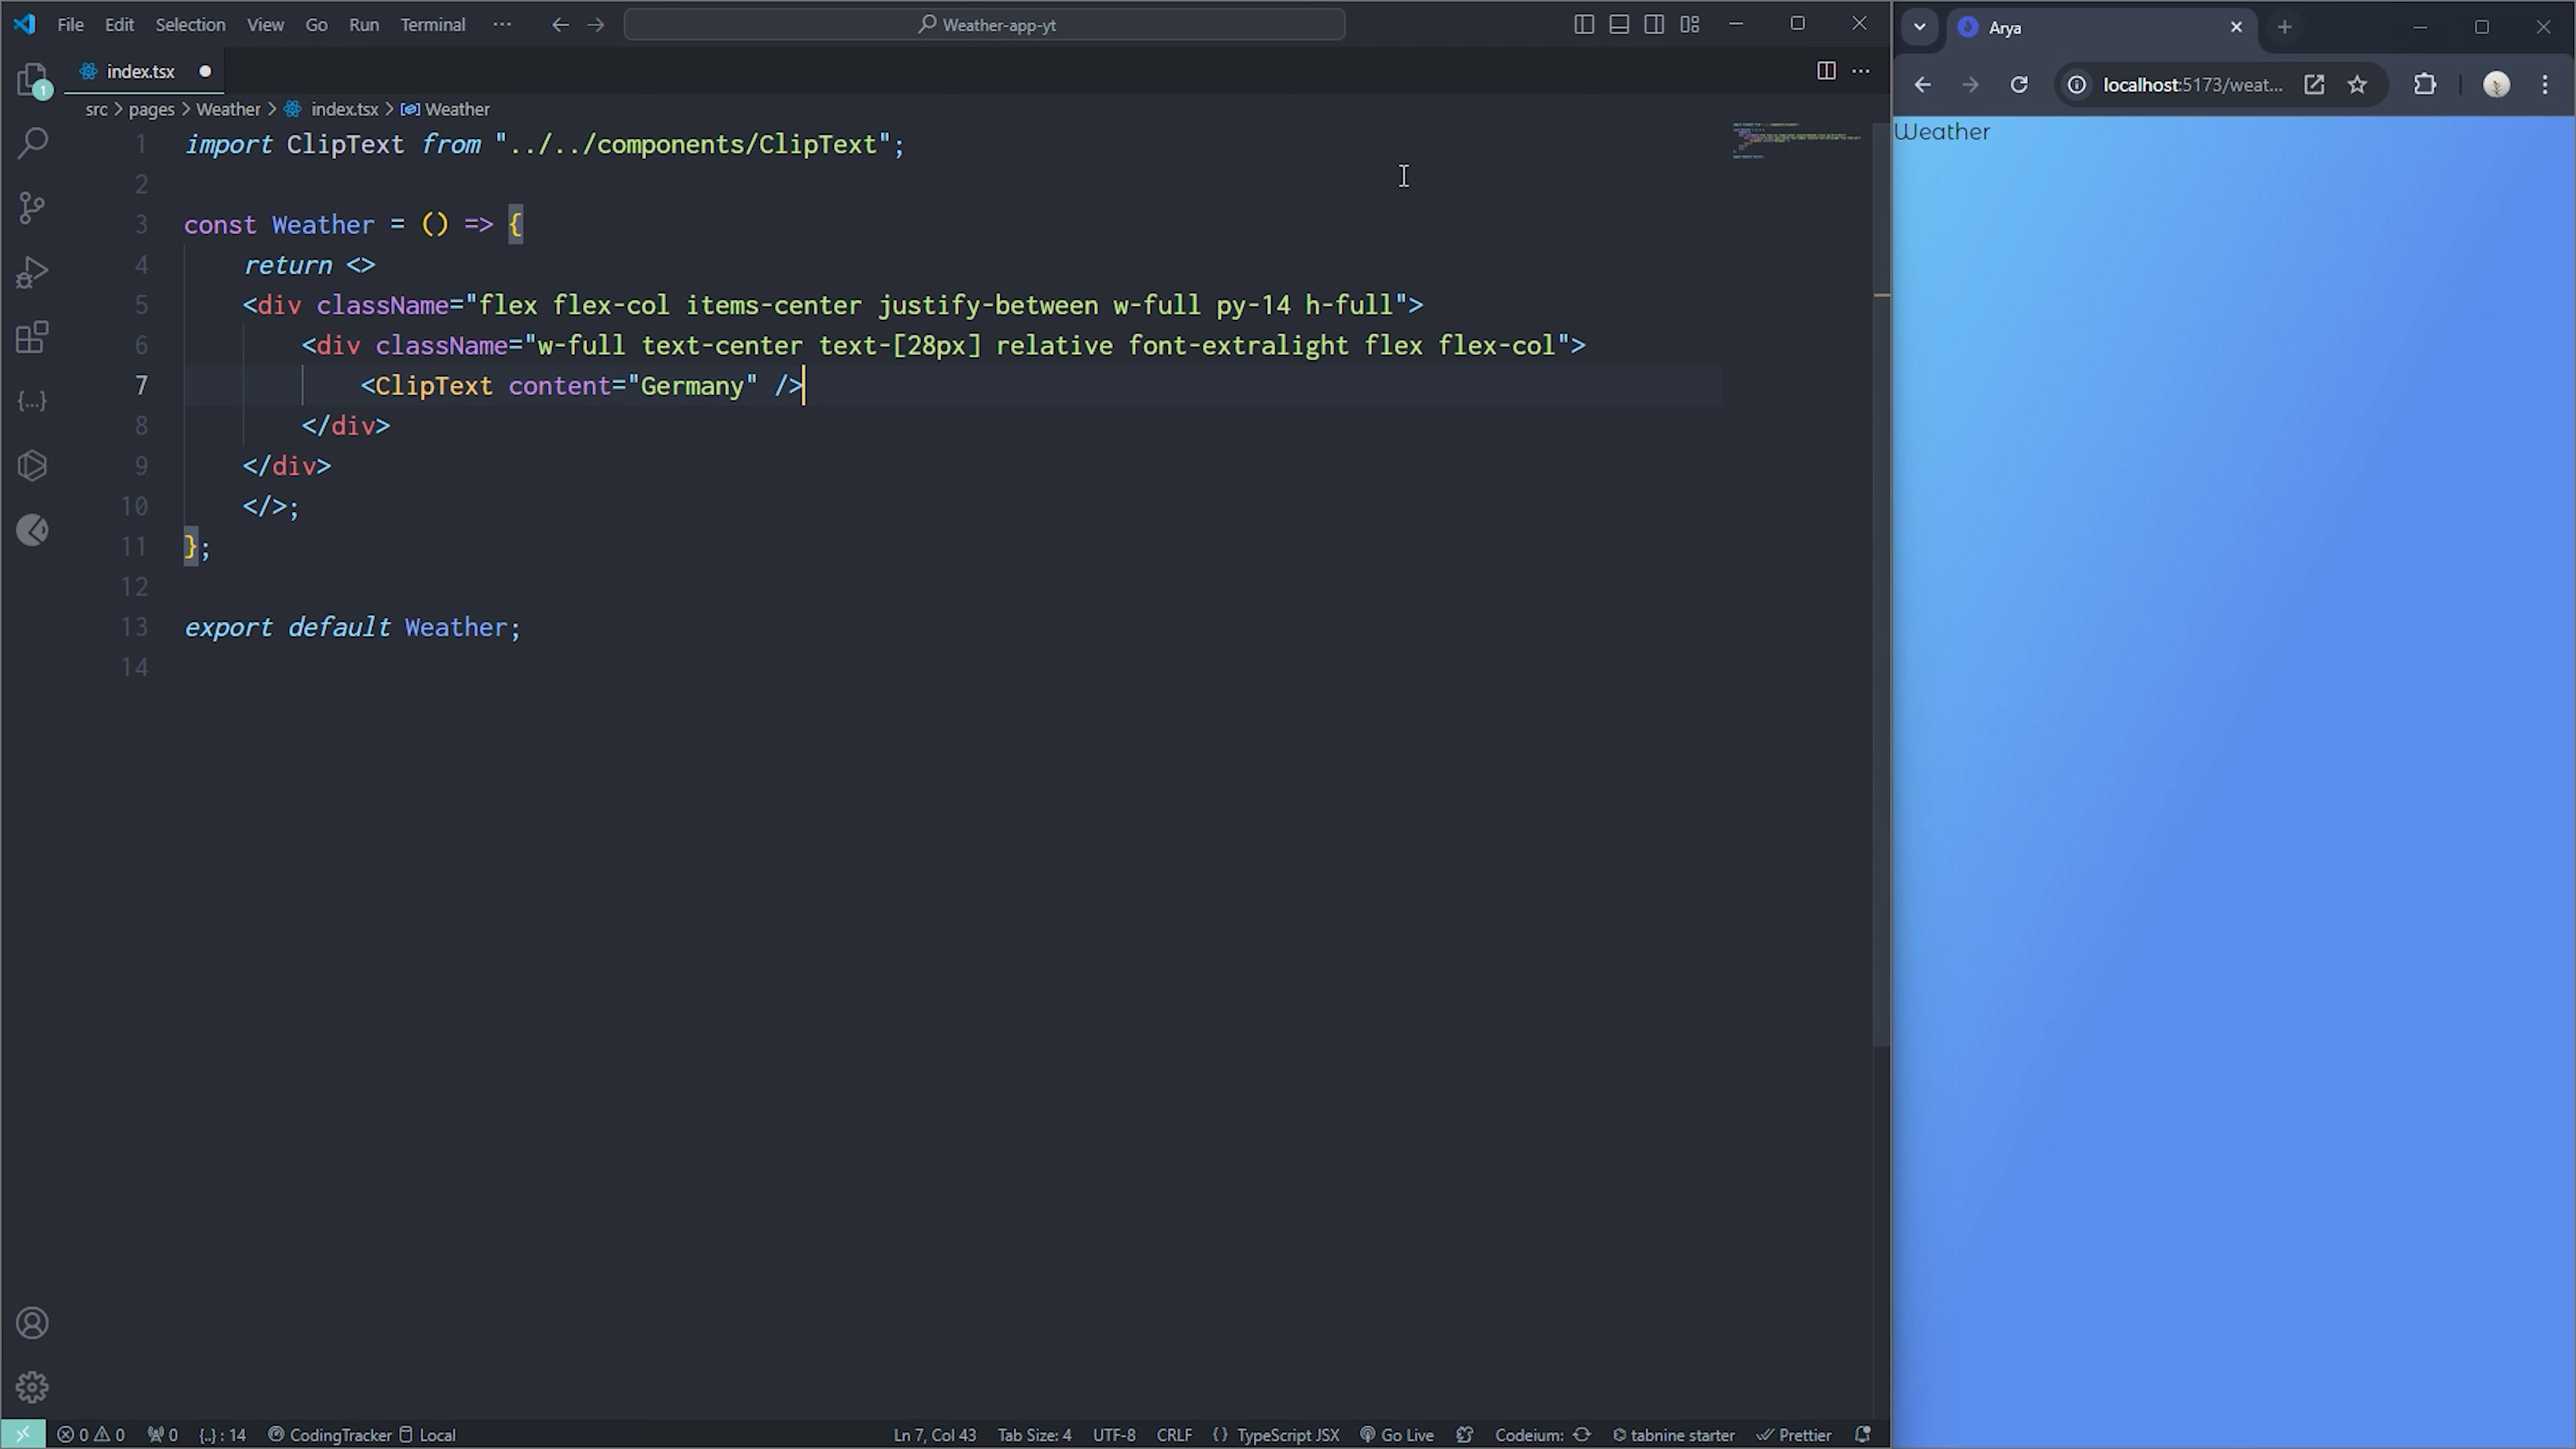 File Edit Selection View Go Run Terminal ··· Weather-app-yt
index.tsx
src > pages > Weather > index.tsx > Weather
1 import ClipText from "../../components/ClipText";
2
3 const Weather = () => {
4 return <>
5 <div className="flex flex-col items-center justify-between w-full py-14 h-full">
6 <div className="w-full text-center text-[28px] relative font-extralight flex flex-col">
7 <ClipText content="Germany" />
8 </div>
9 </div>
10 </>;
11 };
12
13 export default Weather;
14
1
{...}
0 0 0 {..} : 14 CodingTracker Local Ln 7, Col 43 Tab Size: 4 UTF-8 CRLF {} TypeScript JSX Go Live Codeium: tabnine starter Prettier
Arya
localhost:5173/weat...
Weather